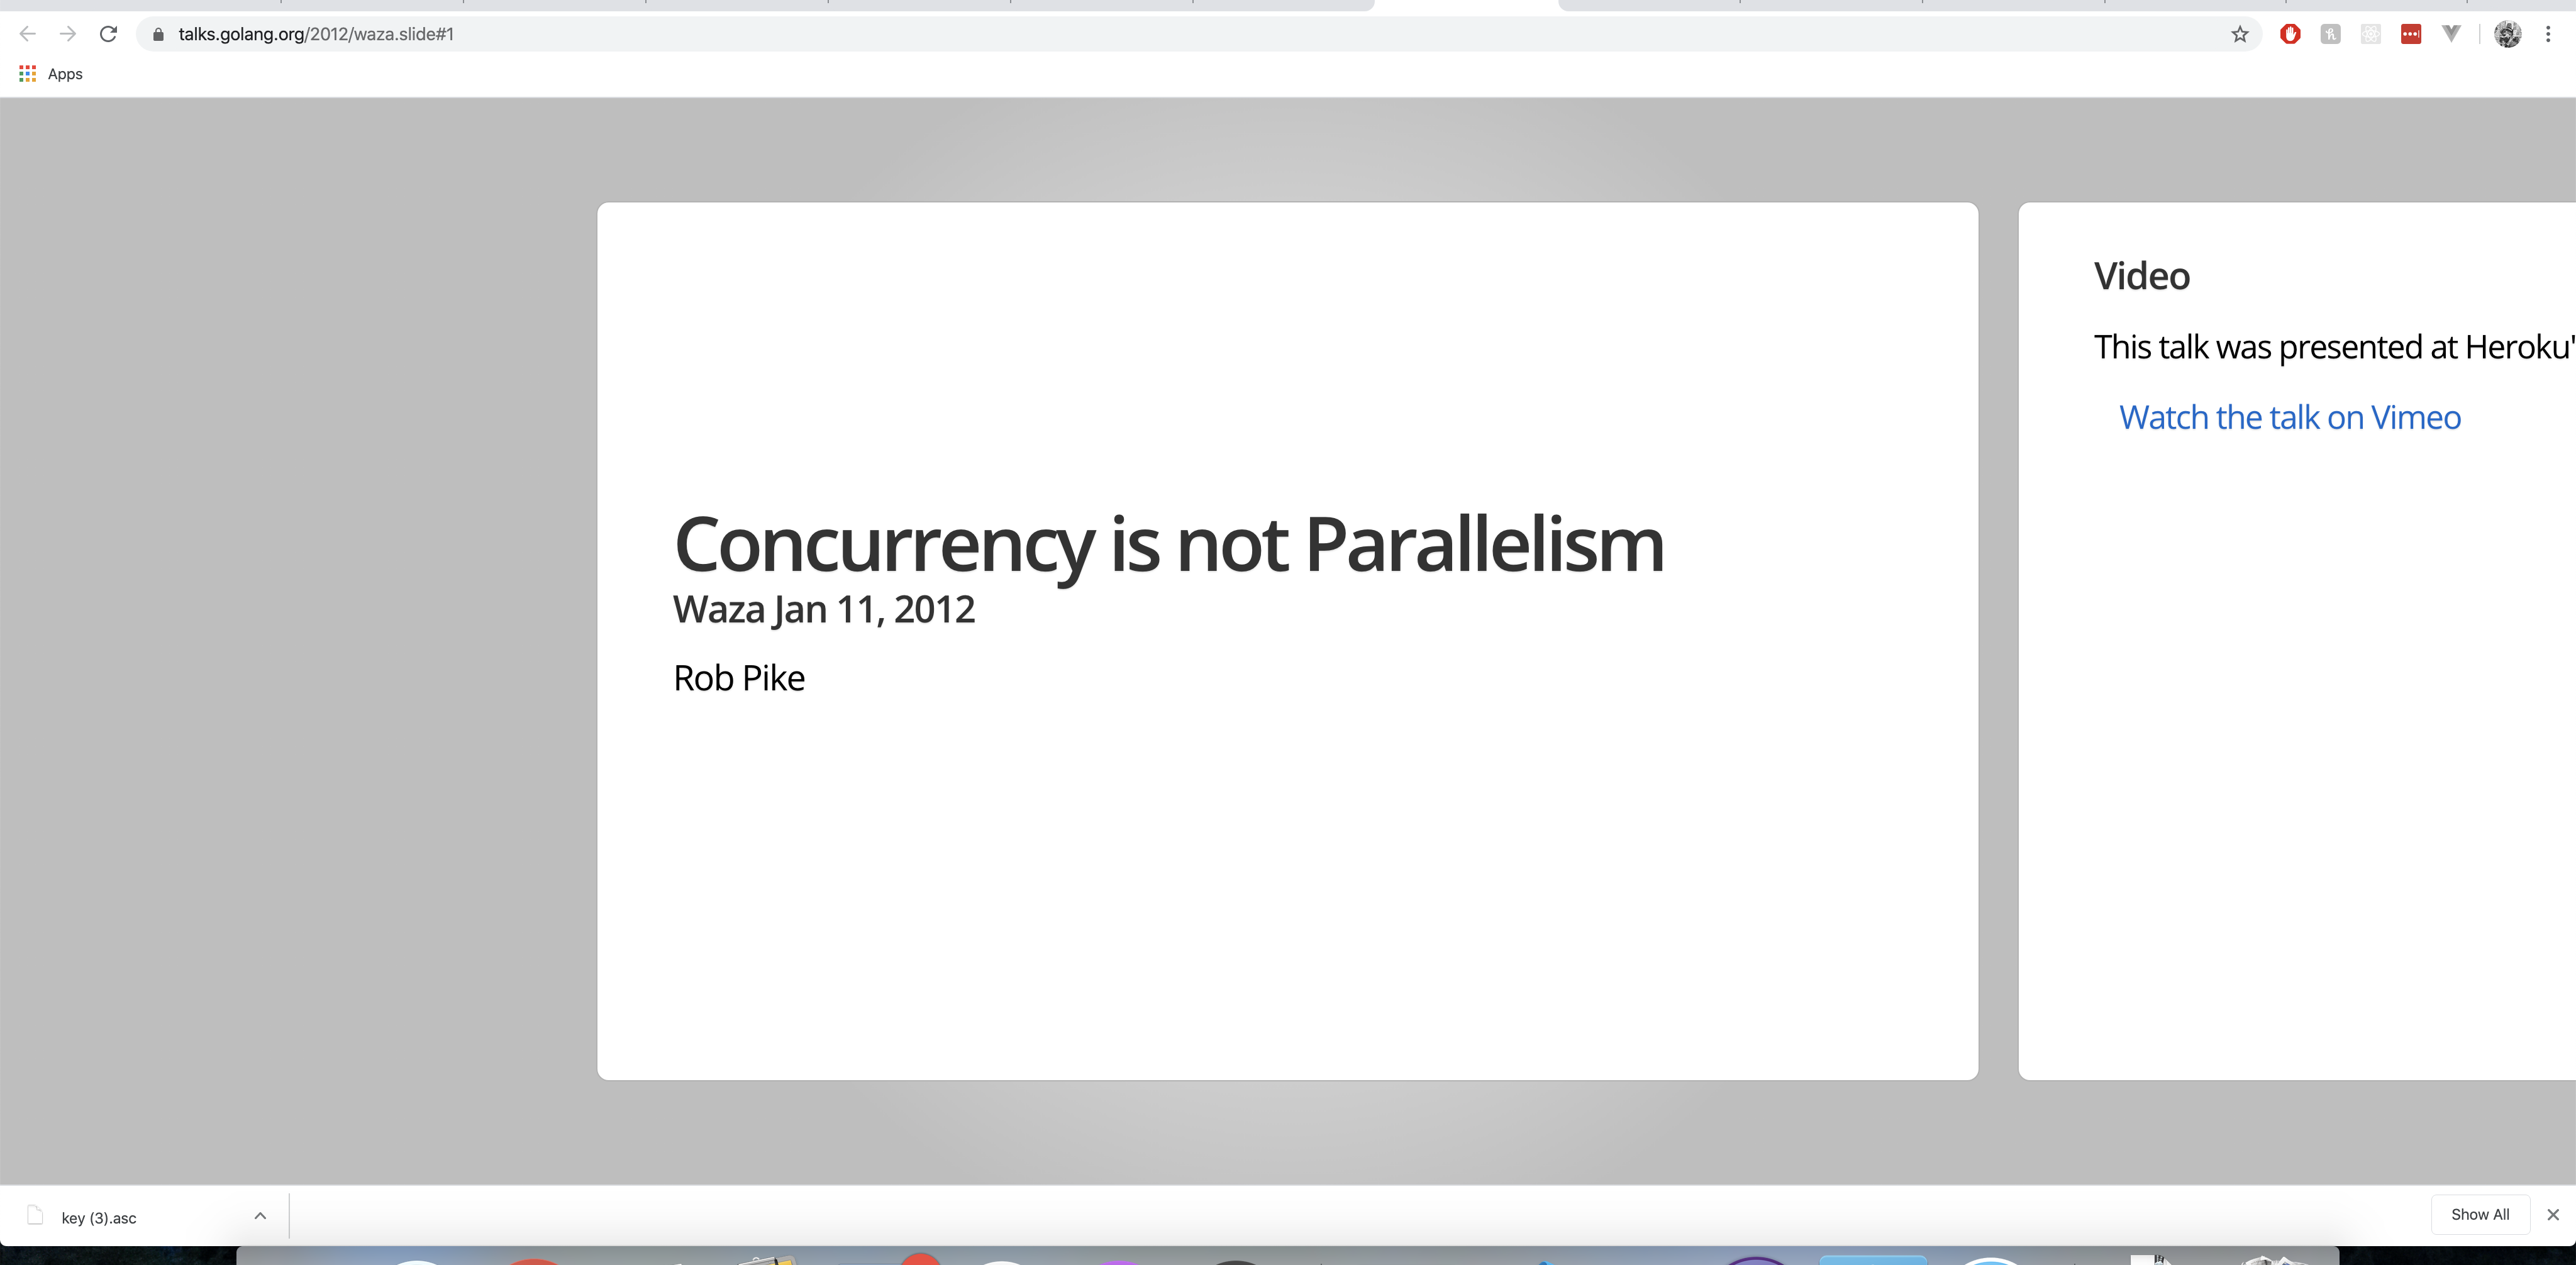 talks.golang.org/2012/waza.slide#1
Apps
Concurrency is not Parallelism
Waza Jan 11, 2012
Rob Pike
Video
This talk was presented at Heroku'
Watch the talk on Vimeo
key (3).asc
Show All